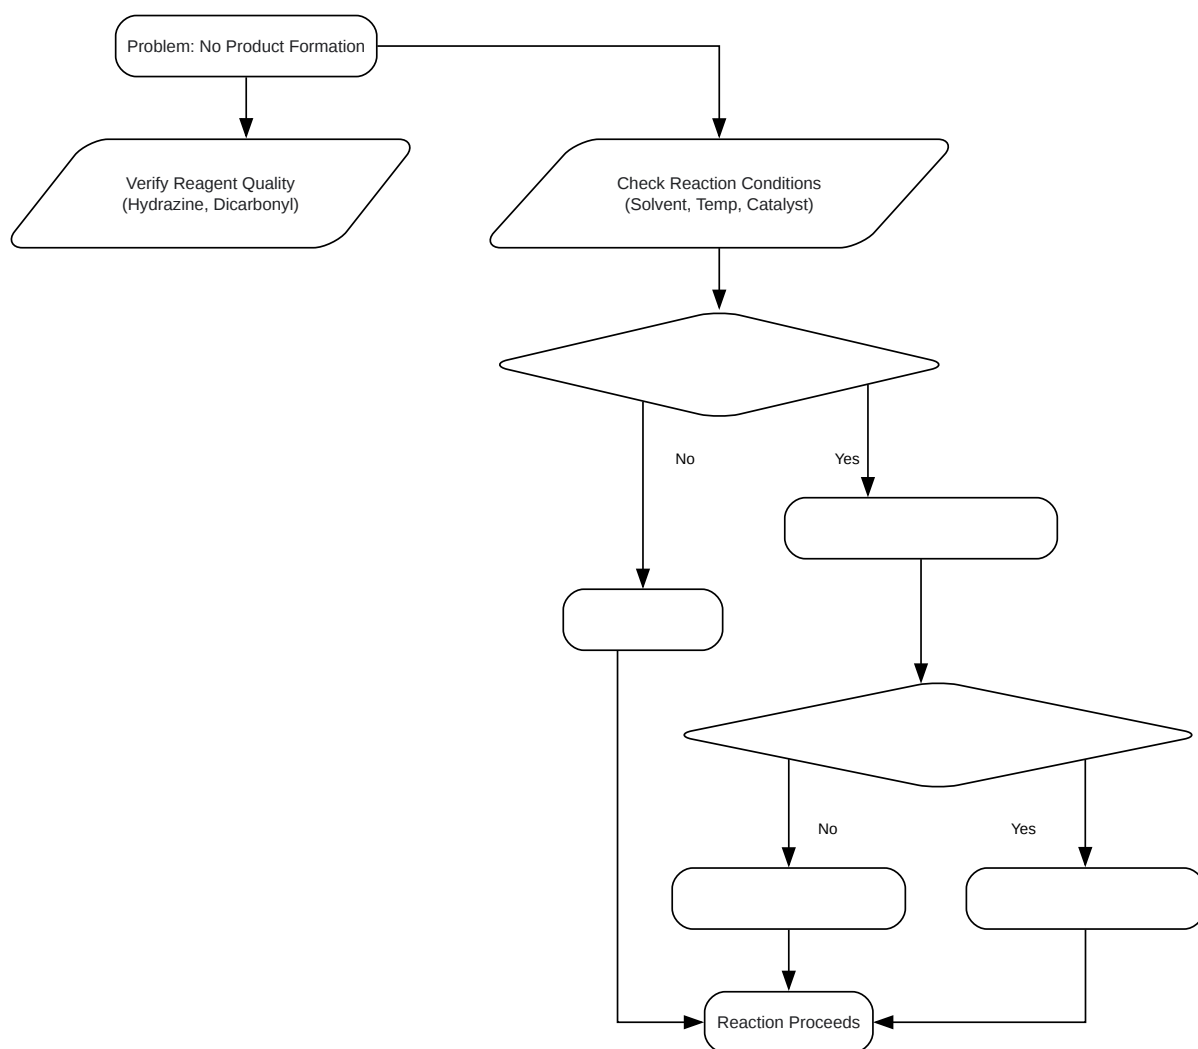 Problem: No Product Formation
Verify Reagent Quality
(Hydrazine, Dicarbonyl)
Check Reaction Conditions
(Solvent, Temp, Catalyst)
No
Yes
No
Yes
Reaction Proceeds